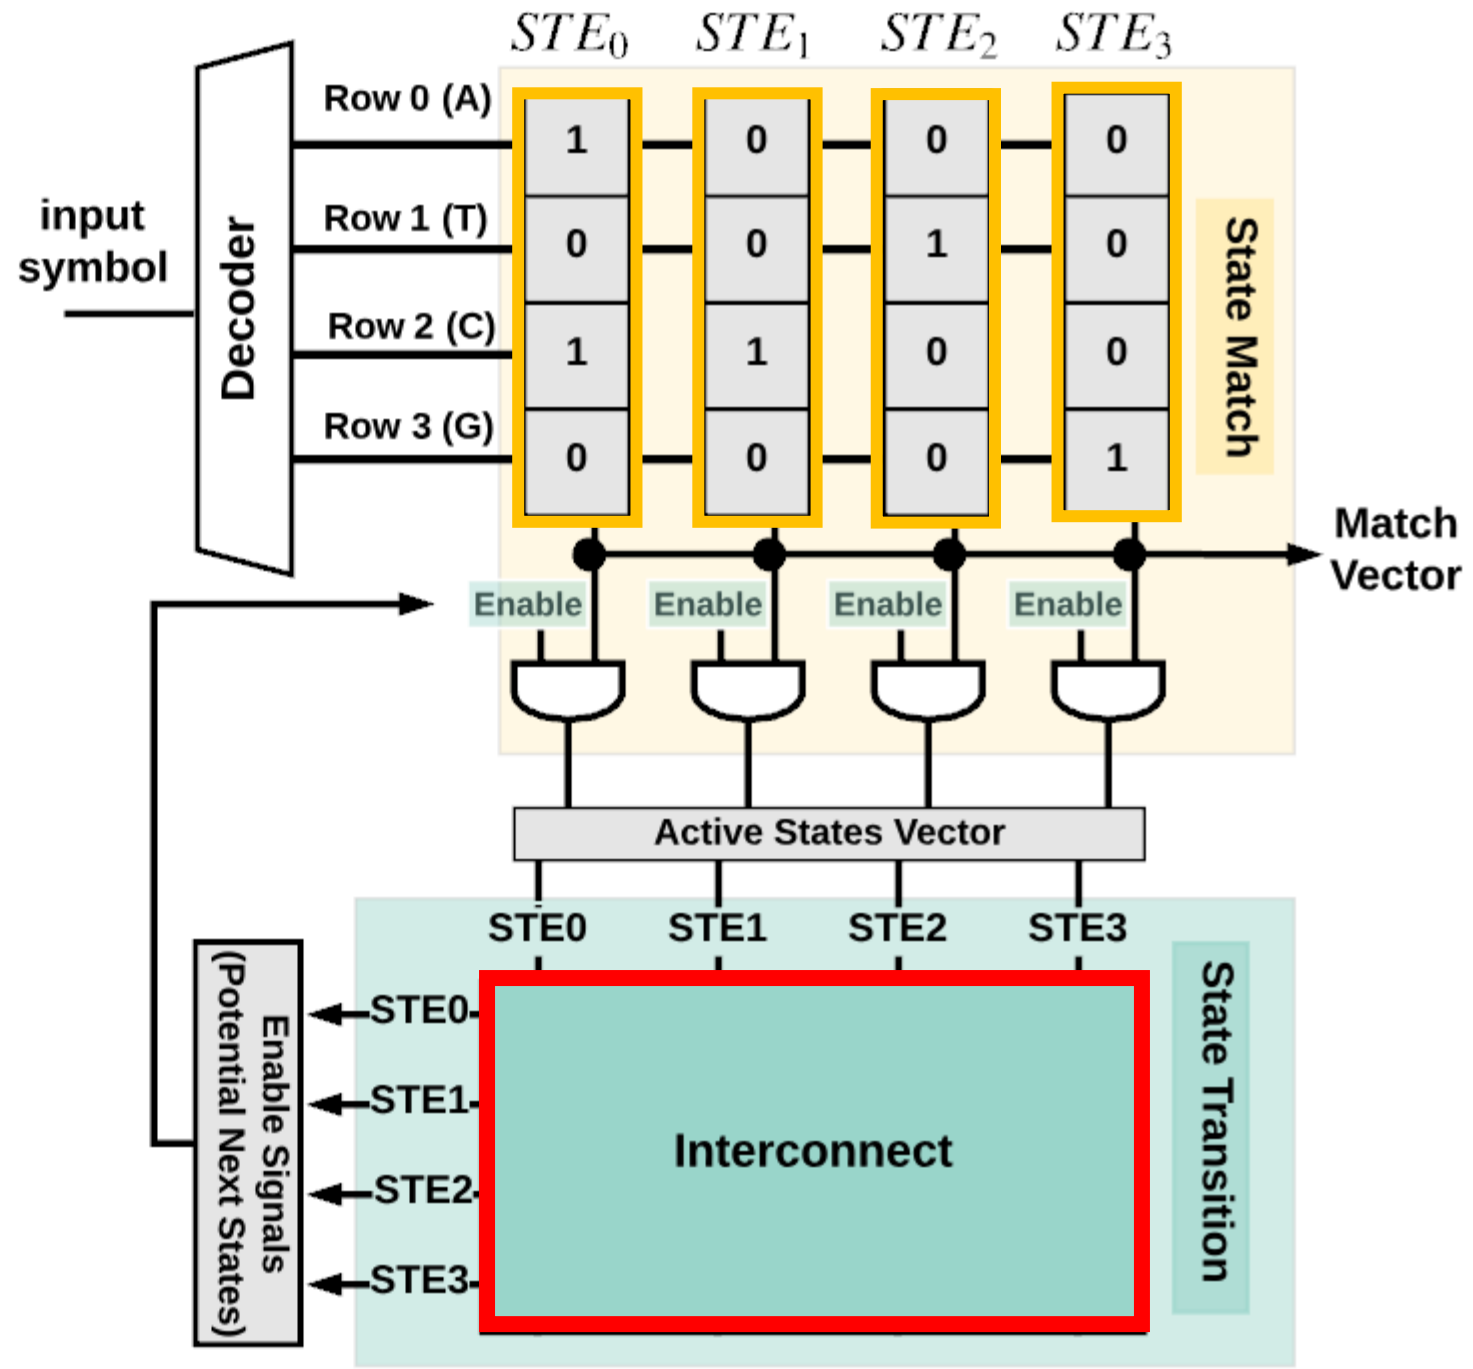 STE0 STE1 STE2 STE3
Row 0 (A)
1 0 0 0
Row 1 (T)
0 0 1 0
Row 2 (C)
1 1 0 0
Row 3 (G)
0 0 0 1
input
symbol
Decoder
State Match
Match
Vector
Enable Enable Enable Enable
Active States Vector
STE0 STE1 STE2 STE3
STE0
STE1
STE2
STE3
Interconnect
State Transition
Enable Signals
(Potential Next States)